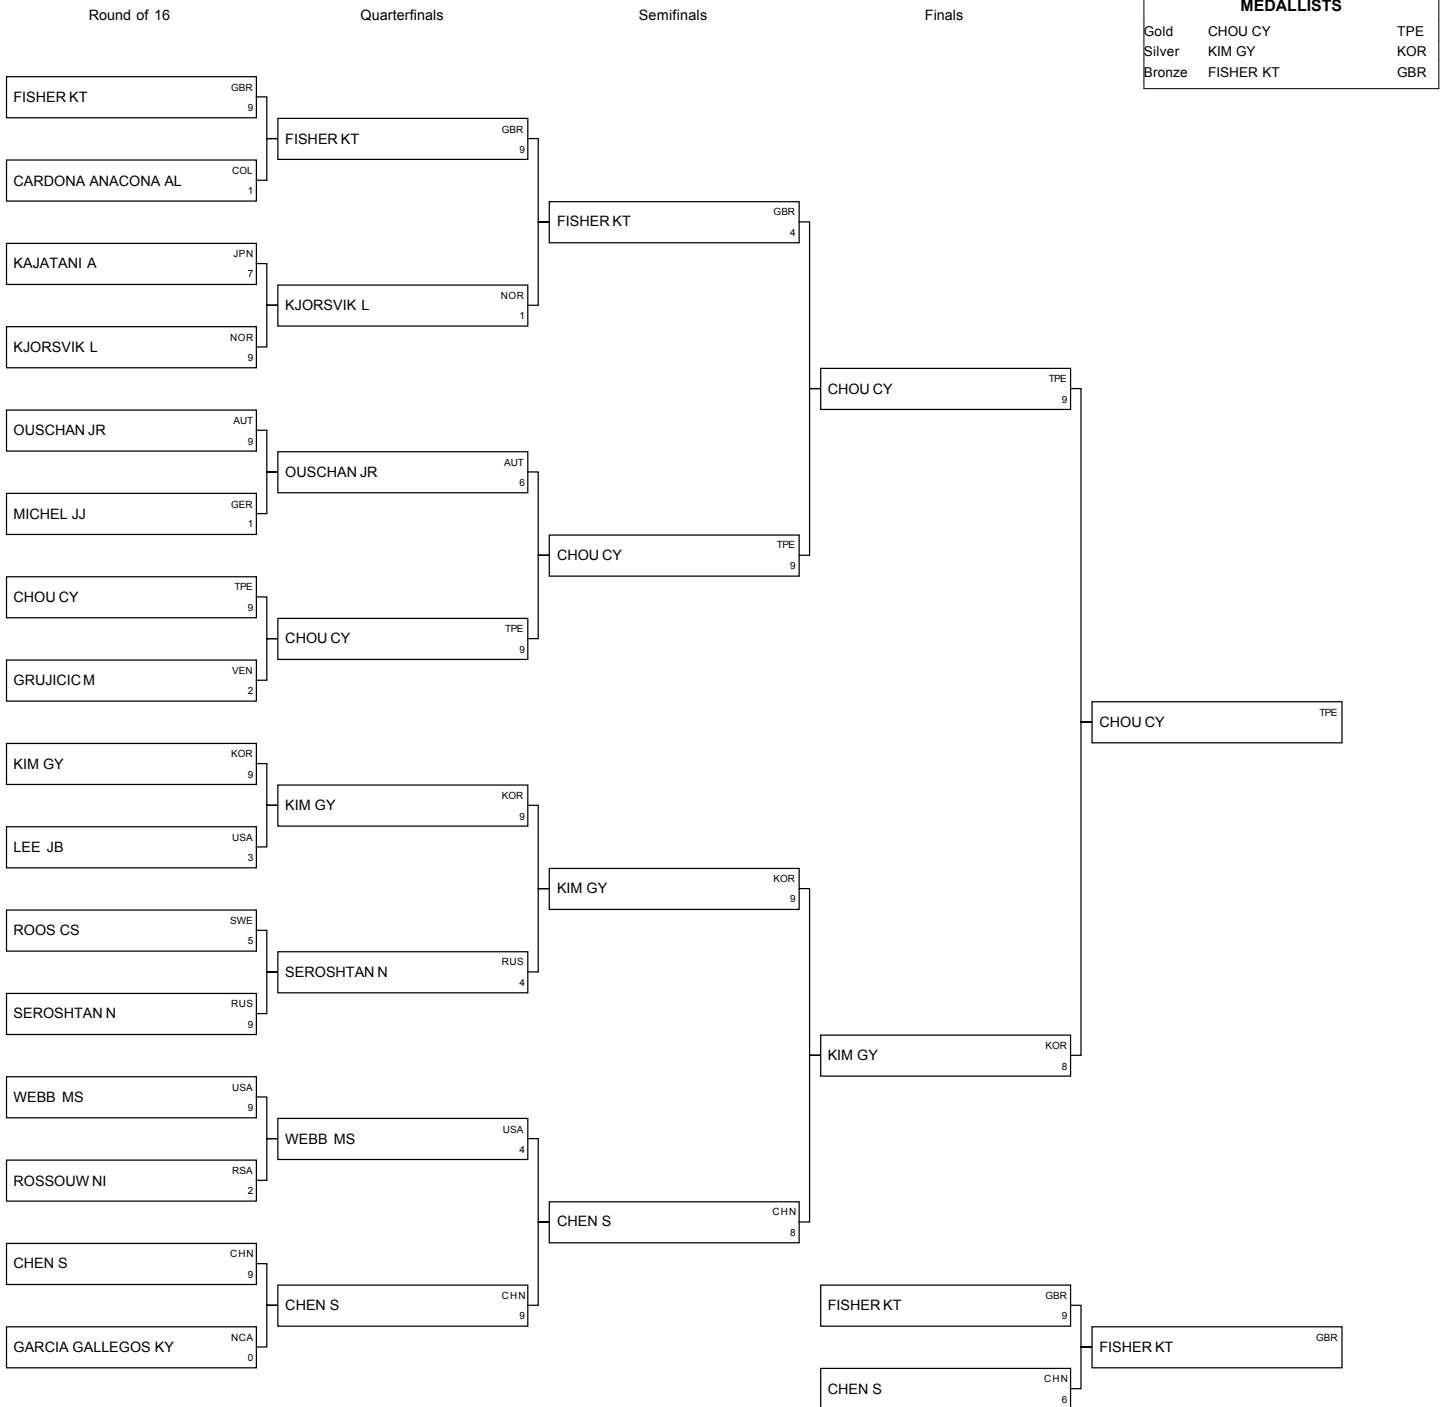 Round of 16 Quarterfinals Semifinals Finals
MEDALLISTS
Gold CHOU CY TPE
Silver KIM GY KOR
Bronze FISHER KT GBR
FISHER KT GBR 9
CARDONA ANACONA AL COL 1
KAJATANI A JPN 7
KJORSVIK L NOR 9
OUSCHAN JR AUT 9
MICHEL JJ GER 1
CHOU CY TPE 9
GRUJICIC M VEN 2
KIM GY KOR 9
LEE JB USA 3
ROOS CS SWE 5
SEROSHTAN N RUS 9
WEBB MS USA 9
ROSSOUW NI RSA 2
CHEN S CHN 9
GARCIA GALLEGOS KY NCA 0
FISHER KT GBR 9
KJORSVIK L NOR 1
OUSCHAN JR AUT 6
CHOU CY TPE 9
KIM GY KOR 9
SEROSHTAN N RUS 4
WEBB MS USA 4
CHEN S CHN 9
FISHER KT GBR 4
CHOU CY TPE 9
KIM GY KOR 9
CHEN S CHN 8
CHOU CY TPE 9
KIM GY KOR 8
CHOU CY TPE
FISHER KT GBR 9
CHEN S CHN 6
FISHER KT GBR